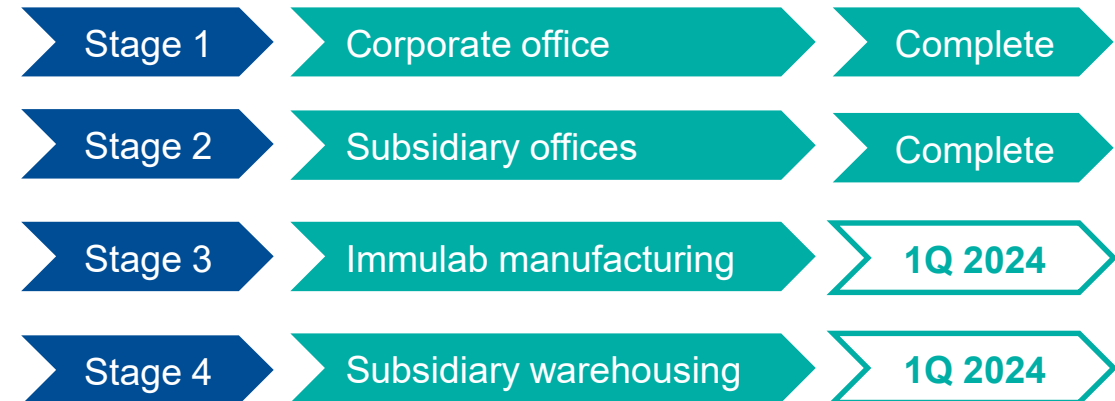 Stage 1 Corporate office Complete
Stage 2 Subsidiary offices Complete
Stage 3 Immulab manufacturing 1Q 2024
Stage 4 Subsidiary warehousing 1Q 2024